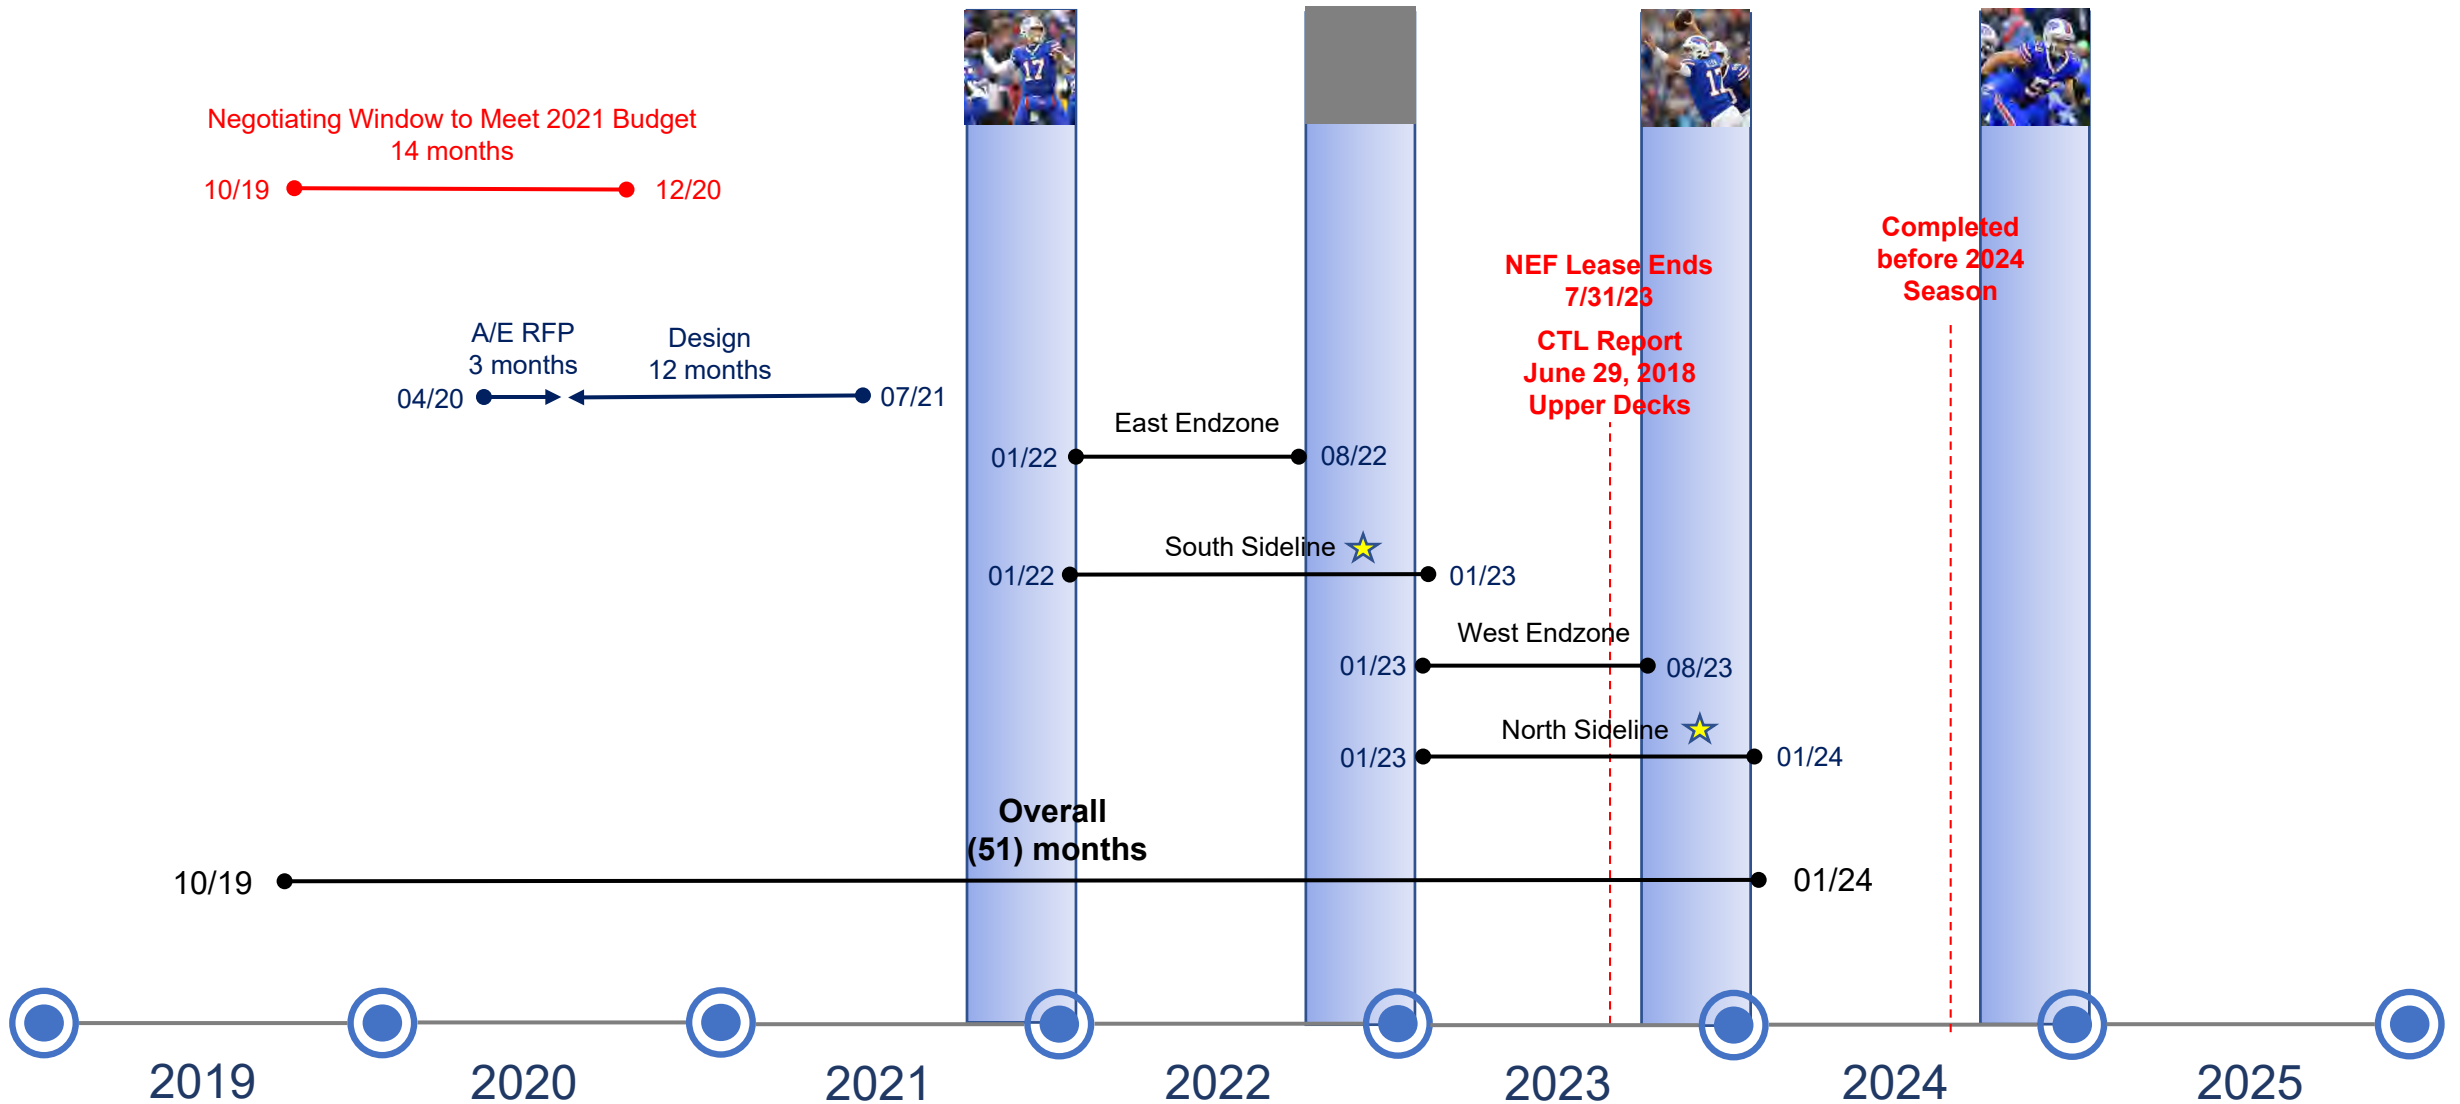 Negotiating Window to Meet 2021 Budget
14 months
10/19
12/20
Completed
before 2024
Season
NEF Lease Ends
7/31/23
CTL Report
June 29, 2018
Upper Decks
A/E RFP
3 months
Design
12 months
04/20
07/21
East Endzone
01/22
08/22
South Sideline
01/22
01/23
West Endzone
01/23
08/23
North Sideline
01/23
01/24
Overall
(51) months
10/19
01/24
2019
2020
2021
2022
2023
2024
2025
17